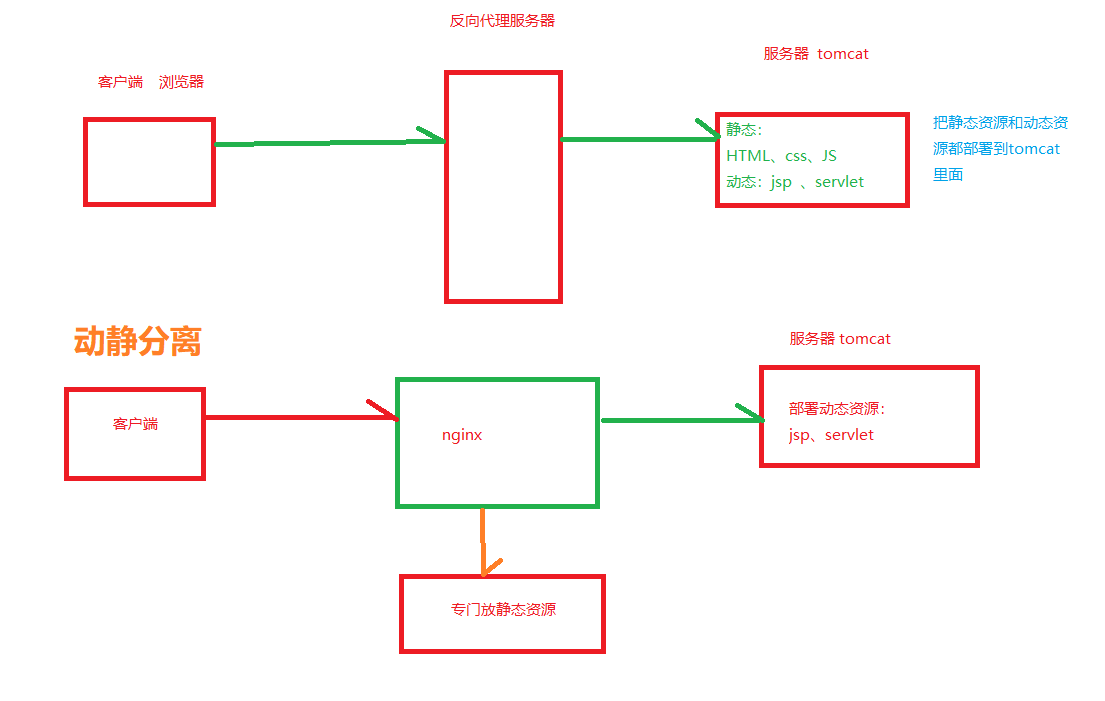 反向代理服务器
客户端 浏览器
服务器 tomcat
静态：
HTML、css、JS
动态：jsp 、servlet
把静态资源和动态资
源都部署到tomcat
里面
动静分离
客户端
nginx
服务器 tomcat
部署动态资源：
jsp、servlet
专门放静态资源